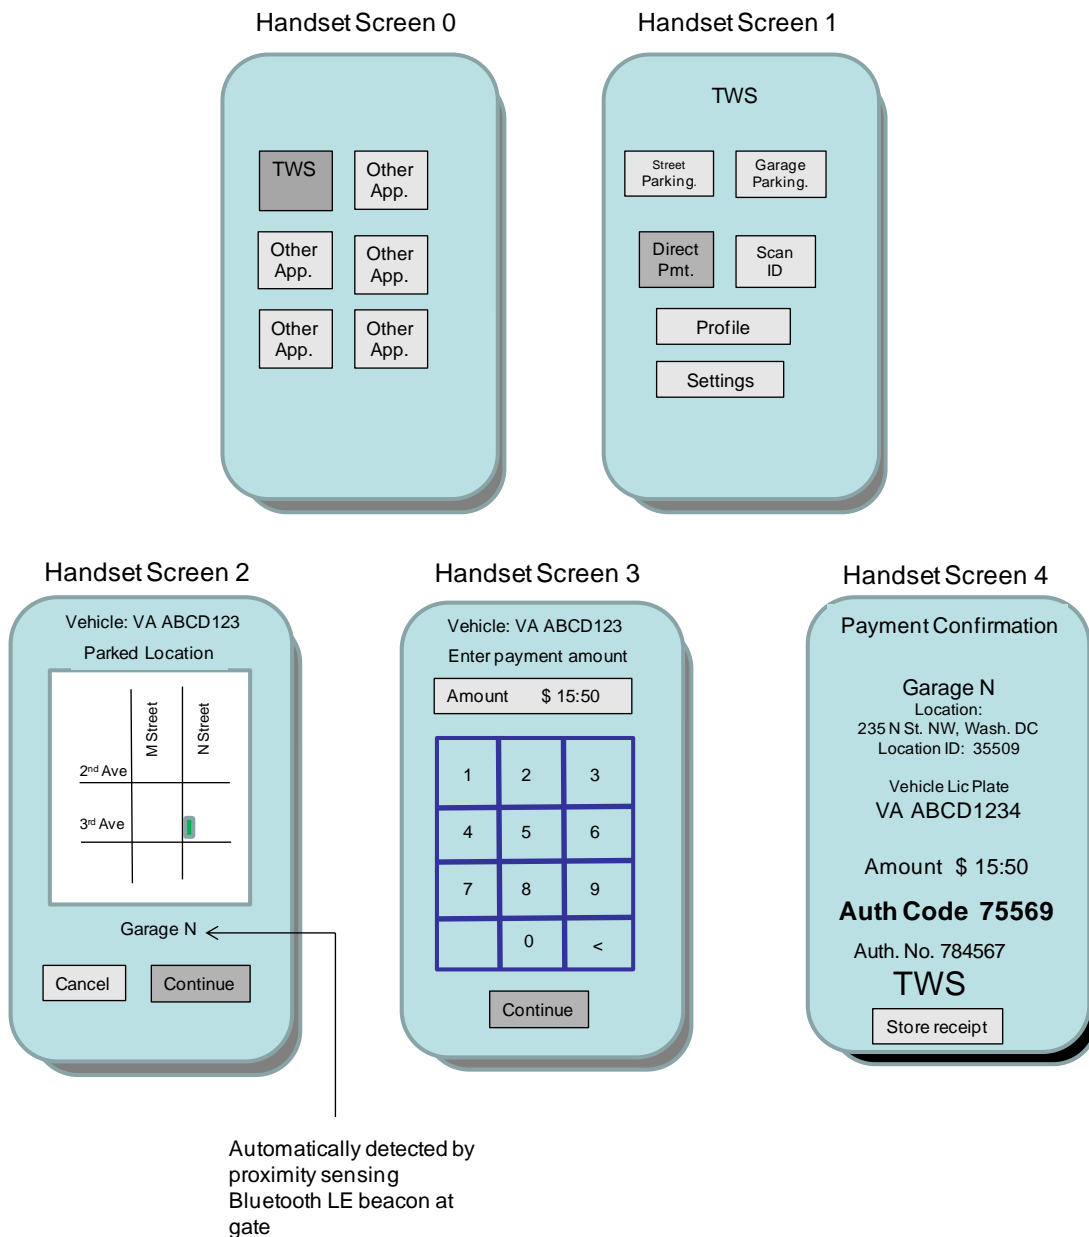 Handset Screen 0
TWS
Other
App.
Other
App.
Other
App.
Other
App.
Other
App.
Handset Screen 1
TWS
Street
Parking.
Garage
Parking.
Direct
Pmt.
Scan
ID
Profile
Settings
Handset Screen 2
Vehicle: VA ABCD123
Parked Location
M Street
N Street
2nd Ave
3rd Ave
Garage N
Cancel
Continue
Automatically detected by
proximity sensing
Bluetooth LE beacon at
gate
Handset Screen 3
Vehicle: VA ABCD123
Enter payment amount
Amount $ 15:50
1 2 3
4 5 6
7 8 9
0 <
Continue
Handset Screen 4
Payment Confirmation
Garage N
Location:
235 N St. NW, Wash. DC
Location ID: 35509
Vehicle Lic Plate
VA ABCD1234
Amount $ 15:50
Auth Code 75569
Auth. No. 784567
TWS
Store receipt